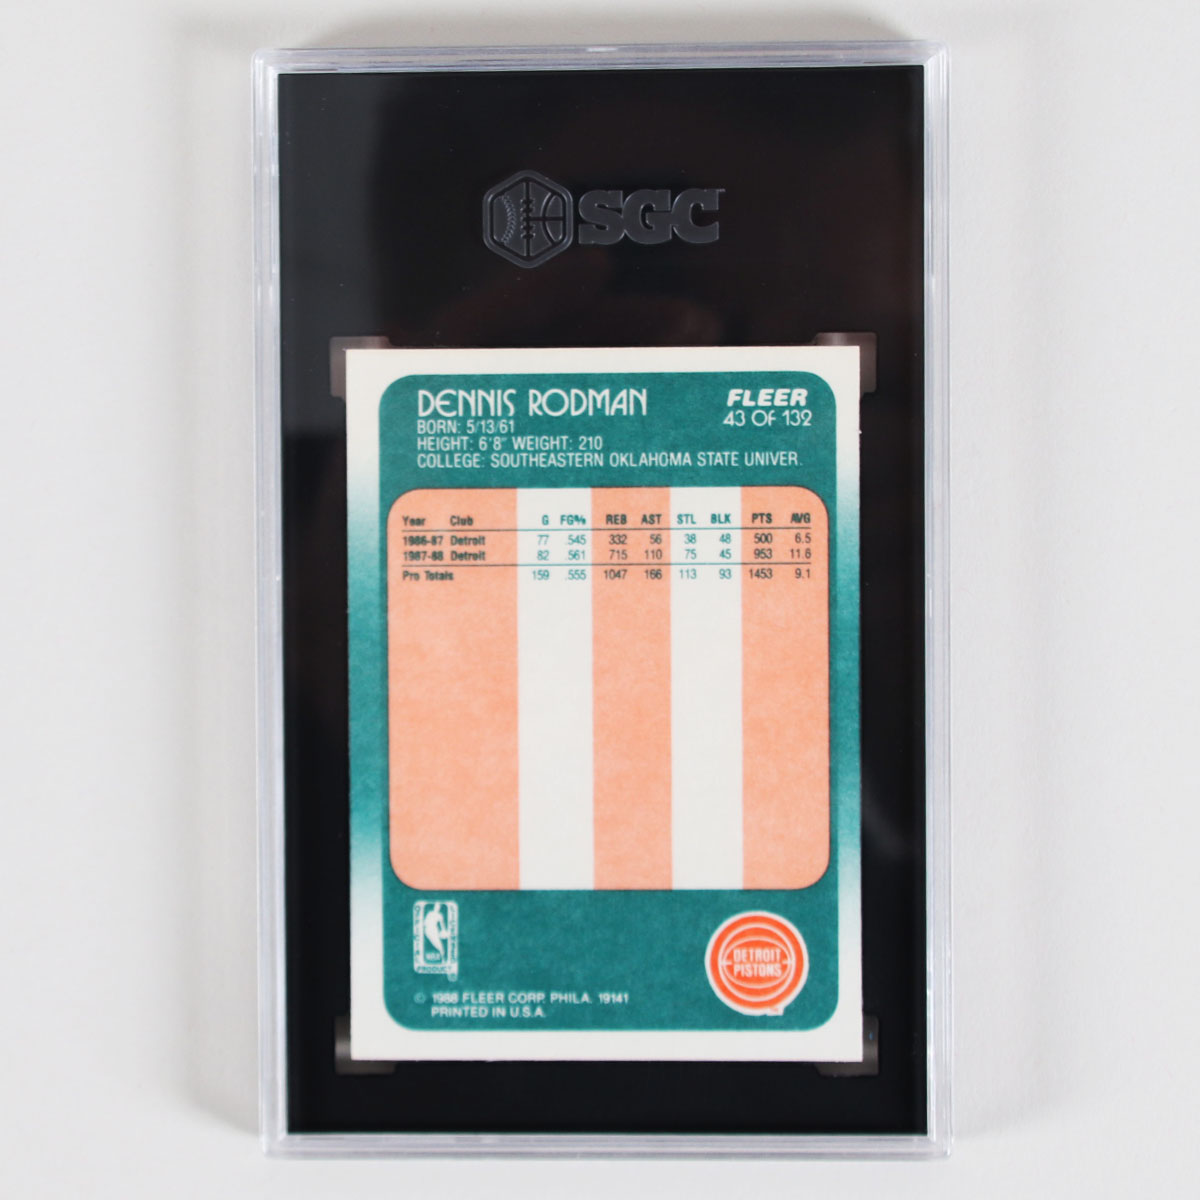 SGC
DENNIS RODMAN
FLEER
43 OF 132
BORN: 5/13/61
HEIGHT: 6'8" WEIGHT: 210
COLLEGE: SOUTHEASTERN OKLAHOMA STATE UNIVER.
Year Club G FG% REB AST STL BLK PTS AVG
1986-87 Detroit 77 .545 332 56 38 48 500 6.5
1987-88 Detroit 82 .561 715 110 75 45 953 11.6
Pro Totals 159 .555 1047 166 113 93 1453 9.1
NBA
PRODUCT
DETROIT
PISTONS
© 1988 FLEER CORP. PHILA. 19141
PRINTED IN U.S.A.